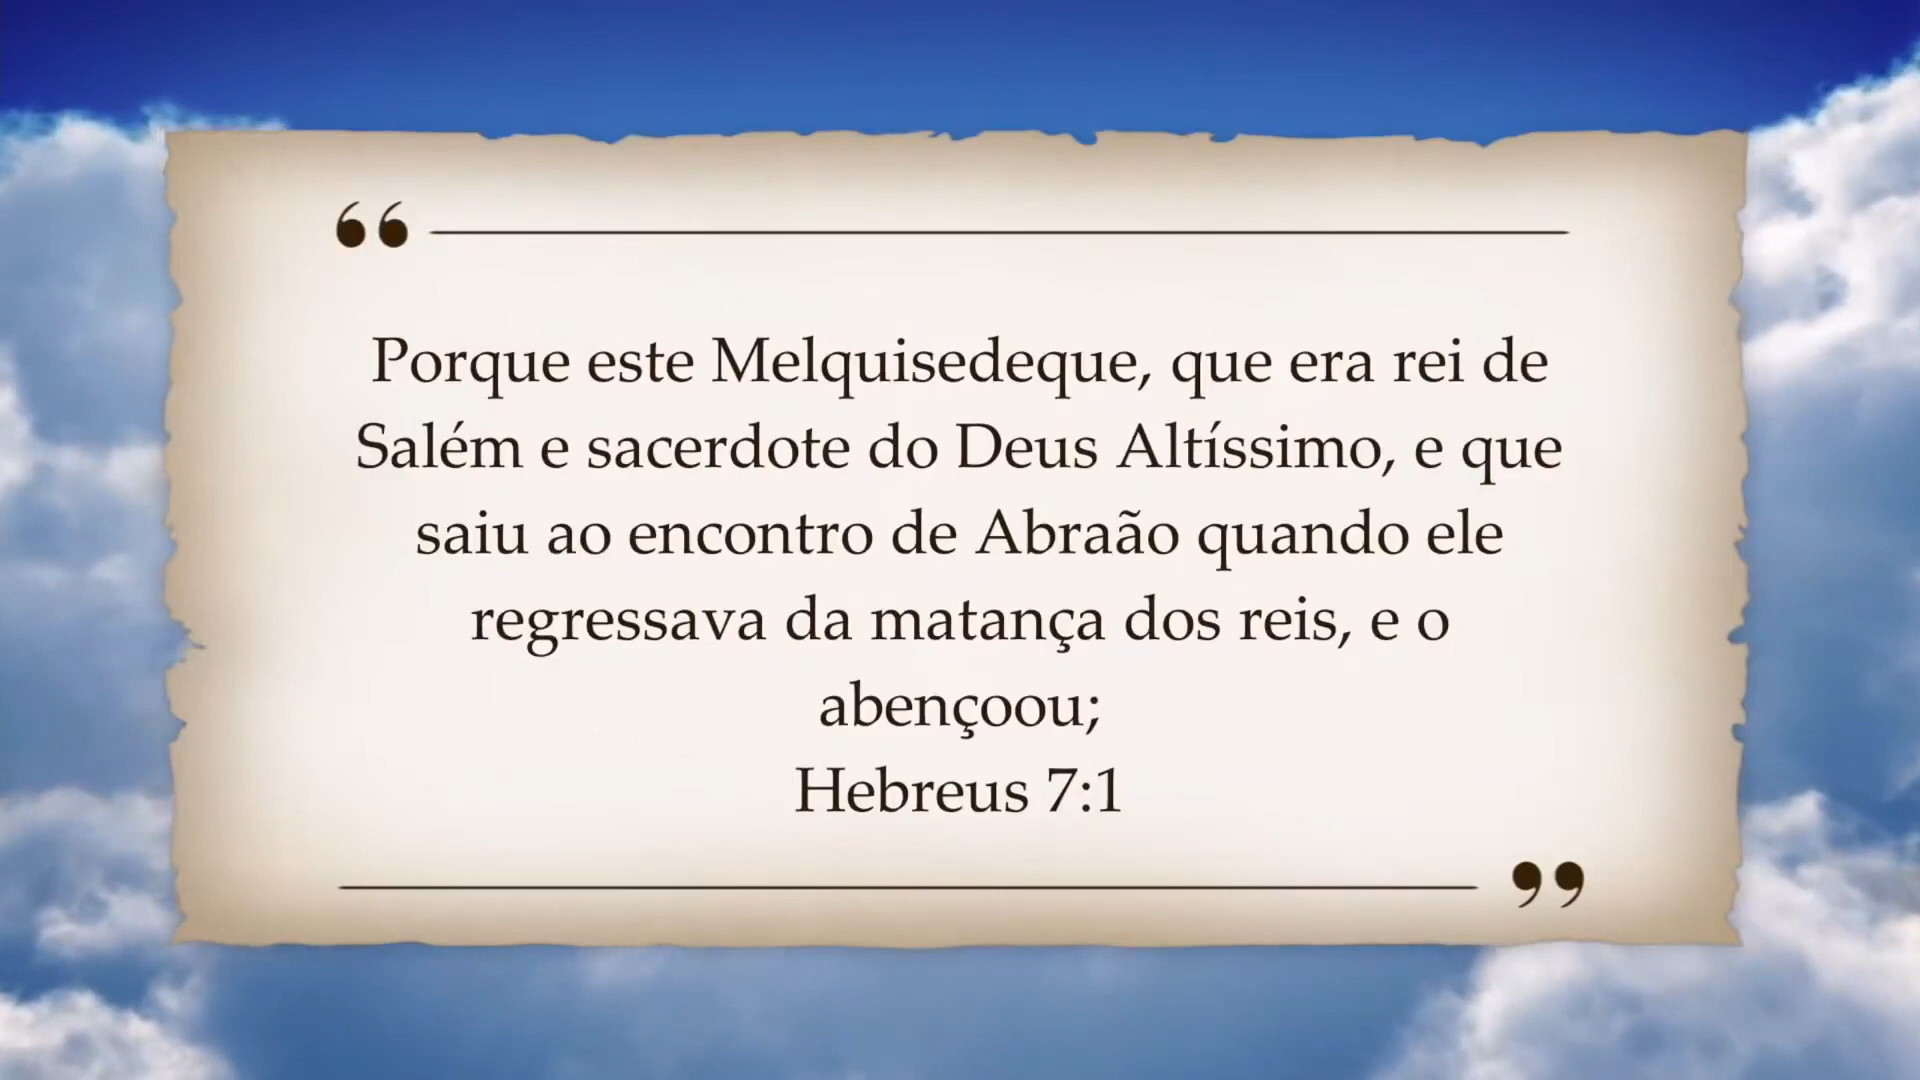 “
Porque este Melquisedeque, que era rei de
Salém e sacerdote do Deus Altíssimo, e que
saiu ao encontro de Abraão quando ele
regressava da matança dos reis, e o
abençoou;
Hebreus 7:1
”